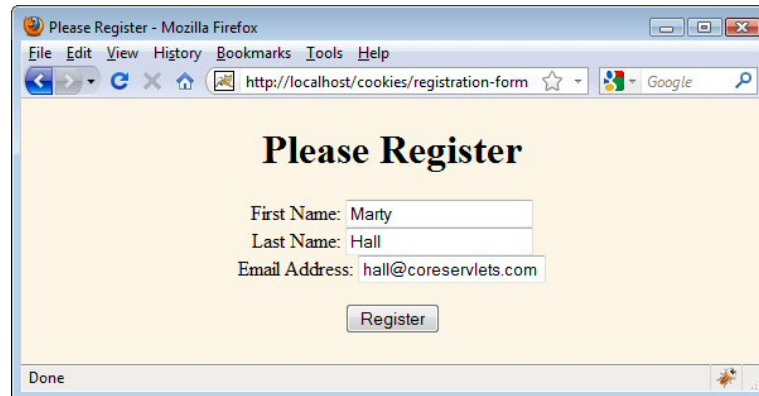 Please Register - Mozilla Firefox
File Edit View History Bookmarks Tools Help
http://localhost/cookies/registration-form Google
Please Register
First Name: Marty
Last Name: Hall
Email Address: hall@coreservlets.com
Register
Done